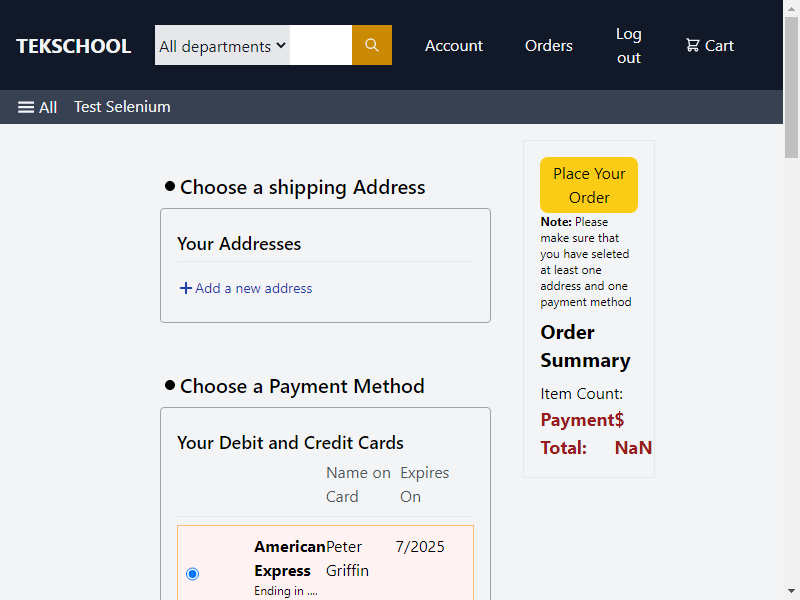 TEKSCHOOL
All departments
Account
Orders
Log
out
Cart
All
Test Selenium
Choose a shipping Address
Your Addresses
Add a new address
Choose a Payment Method
Your Debit and Credit Cards
Name on
Card
Expires
On
American
Express
Ending in ....
Peter
Griffin
7/2025
Place Your
Order
Note: Please
make sure that
you have seleted
at least one
address and one
payment method
Order
Summary
Item Count:
Payment$
Total: NaN